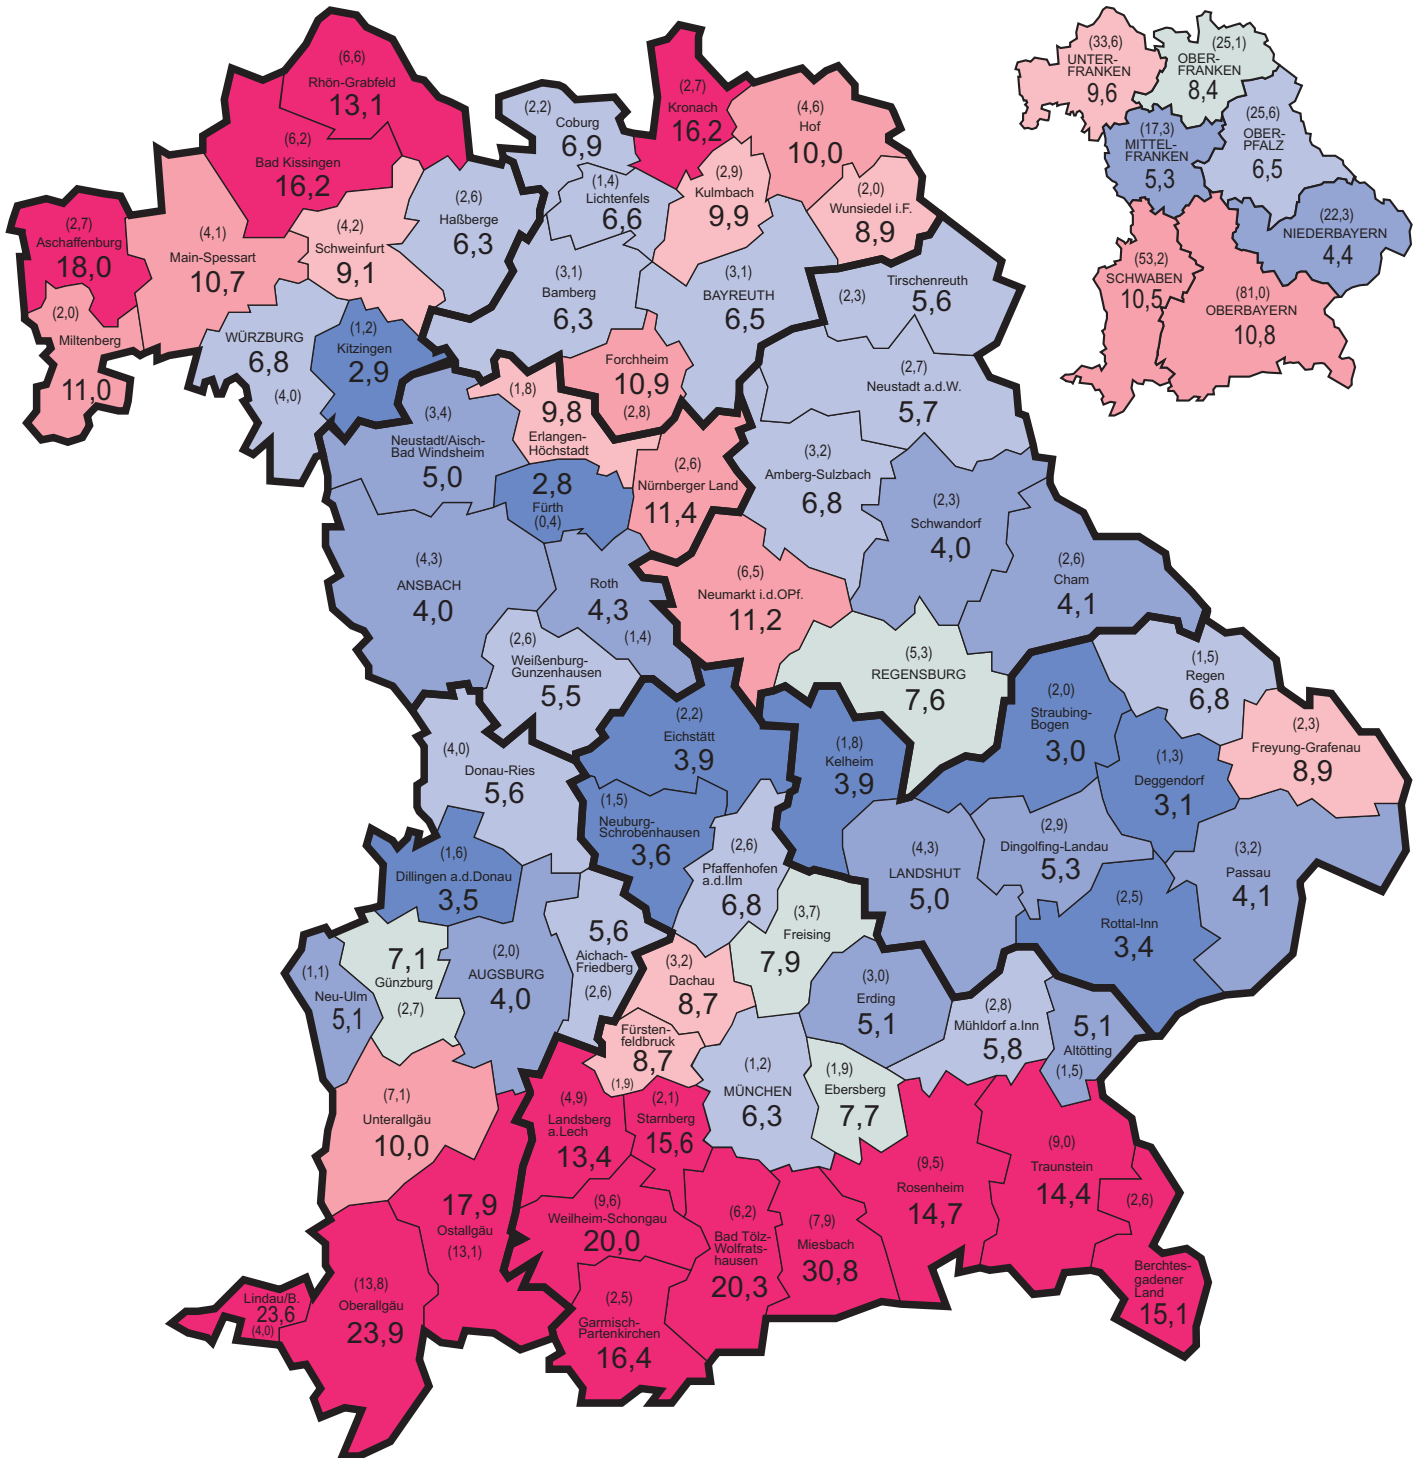 (6,6)
Rhön-Grabfeld
13,1
(6,2)
Bad Kissingen
16,2
(2,7)
Aschaffenburg
18,0
(2,0)
Miltenberg
11,0
(4,1)
Main-Spessart
10,7
(4,2)
Schweinfurt
9,1
(2,6)
Haßberge
6,3
WÜRZBURG
6,8
(4,0)
(1,2)
Kitzingen
2,9
(2,2)
Coburg
6,9
(2,7)
Kronach
16,2
(4,6)
Hof
10,0
(1,4)
Lichtenfels
6,6
(2,9)
Kulmbach
9,9
(2,0)
Wunsiedel i.F.
8,9
(3,1)
Bamberg
6,3
(3,1)
BAYREUTH
6,5
Forchheim
10,9
(2,8)
(2,3)
Tirschenreuth
5,6
(2,7)
Neustadt a.d.W.
5,7
(3,2)
Amberg-Sulzbach
6,8
(2,3)
Schwandorf
4,0
(2,6)
Cham
4,1
(6,5)
Neumarkt i.d.OPf.
11,2
(5,3)
REGENSBURG
7,6
(3,4)
Neustadt/Aisch-
Bad Windsheim
5,0
(1,8)
9,8
Erlangen-
Höchstadt
2,8
Fürth
(0,4)
(2,6)
Nürnberger Land
11,4
(4,3)
ANSBACH
4,0
Roth
4,3
(1,4)
(2,6)
Weißenburg-
Gunzenhausen
5,5
(2,0)
Straubing-
Bogen
3,0
(1,5)
Regen
6,8
(2,3)
Freyung-Grafenau
8,9
(1,3)
Deggendorf
3,1
(1,8)
Kelheim
3,9
(4,3)
LANDSHUT
5,0
(2,9)
Dingolfing-Landau
5,3
(3,2)
Passau
4,1
(2,5)
Rottal-Inn
3,4
(4,0)
Donau-Ries
5,6
(1,6)
Dillingen a.d.Donau
3,5
7,1
Günzburg
(2,7)
(1,1)
Neu-Ulm
5,1
(2,0)
AUGSBURG
4,0
5,6
Aichach-
Friedberg
(2,6)
(7,1)
Unterallgäu
10,0
17,9
Ostallgäu
(13,1)
(13,8)
Oberallgäu
23,9
Lindau/B.
23,6
(4,0)
(2,2)
Eichstätt
3,9
(1,5)
Neuburg-
Schrobenhausen
3,6
(2,6)
Pfaffenhofen
a.d.Ilm
6,8
(3,7)
Freising
7,9
(3,2)
Dachau
8,7
(3,0)
Erding
5,1
(2,8)
Mühldorf a.Inn
5,8
5,1
Altötting
(1,5)
Fürsten-
feldbruck
8,7
(1,9)
(1,2)
MÜNCHEN
6,3
(1,9)
Ebersberg
7,7
(4,9)
Landsberg
a.Lech
13,4
(2,1)
Starnberg
15,6
(9,6)
Weilheim-Schongau
20,0
(2,5)
Garmisch-
Partenkirchen
16,4
(6,2)
Bad Tölz-
Wolfrats-
hausen
20,3
(7,9)
Miesbach
30,8
(9,5)
Rosenheim
14,7
(9,0)
Traunstein
14,4
(2,6)
Berchtes-
gadener
Land
15,1
(33,6)
UNTER-
FRANKEN
9,6
(25,1)
OBER-
FRANKEN
8,4
(17,3)
MITTEL-
FRANKEN
5,3
(25,6)
OBER-
PFALZ
6,5
(22,3)
NIEDERBAYERN
4,4
(53,2)
SCHWABEN
10,5
(81,0)
OBERBAYERN
10,8